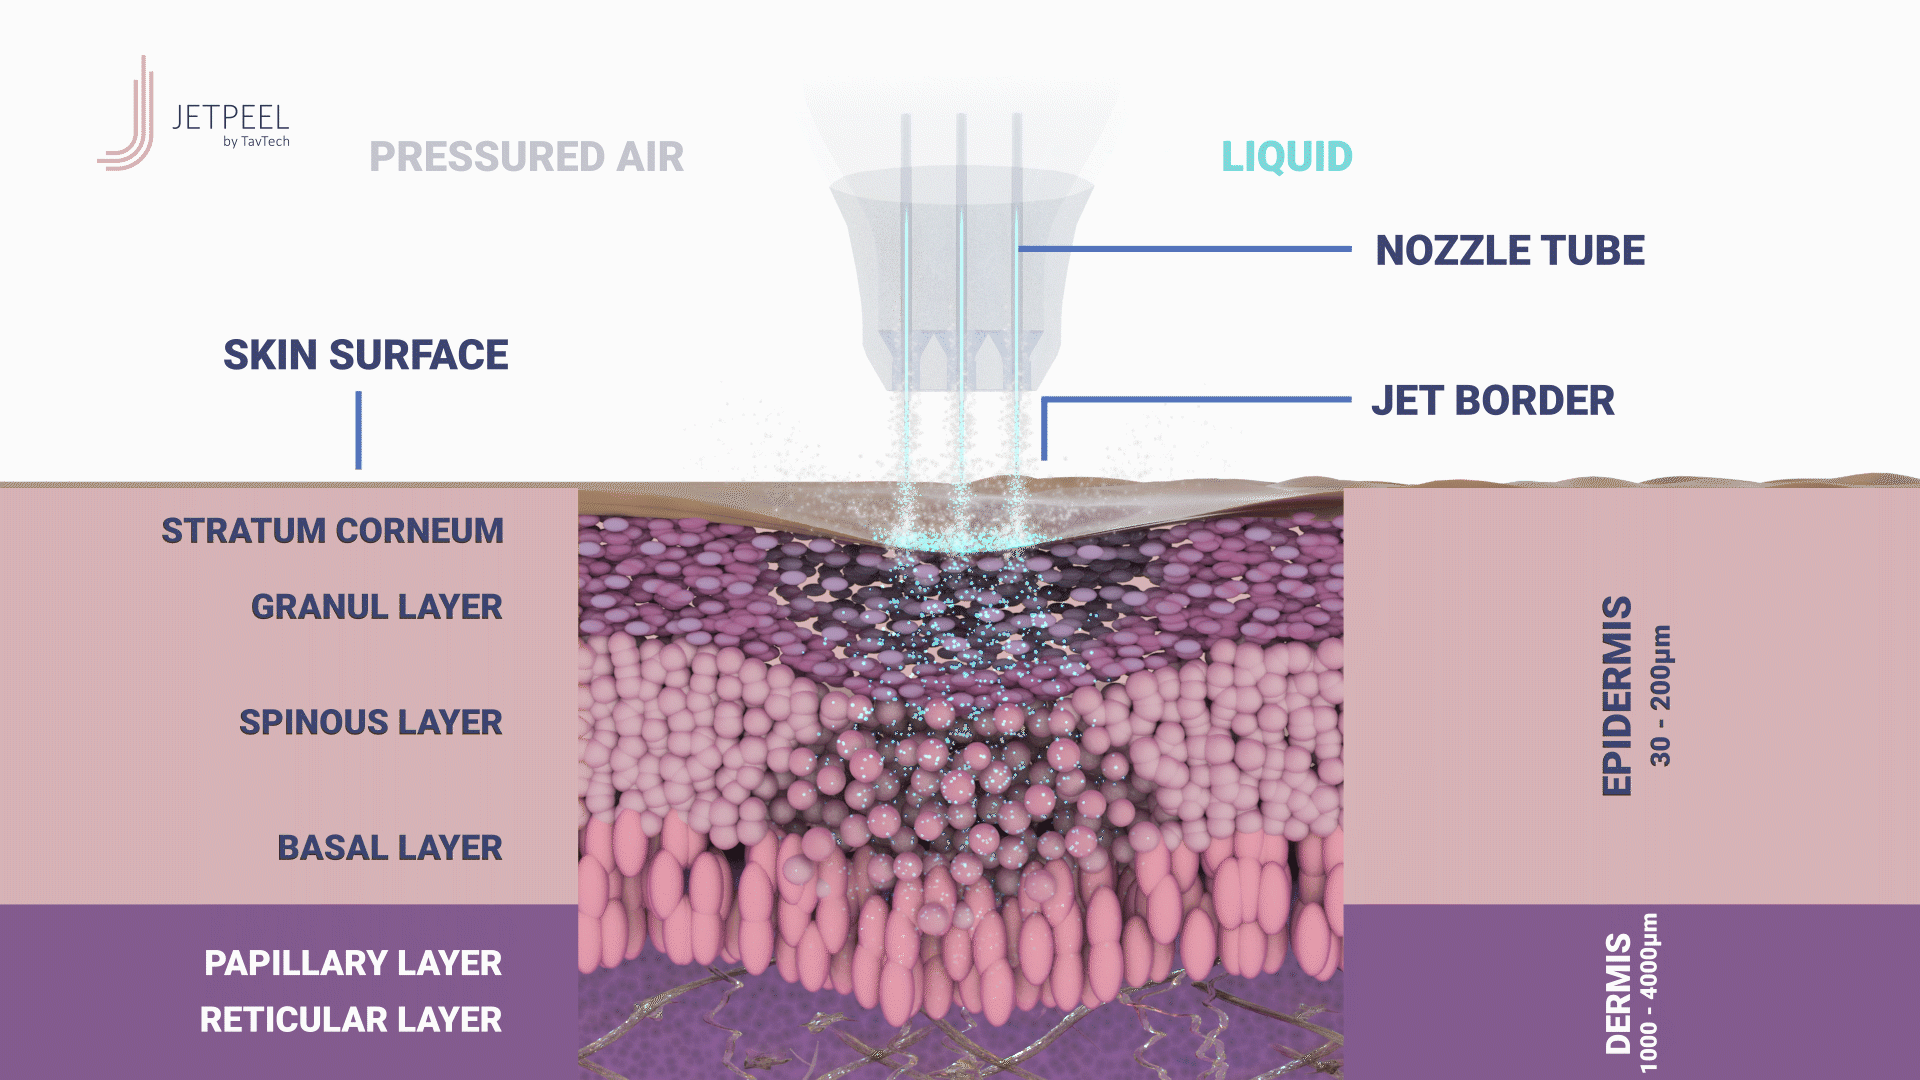 JETPEEL
by TavTech
PRESSURED AIR
LIQUID
NOZZLE TUBE
SKIN SURFACE
JET BORDER
STRATUM CORNEUM
GRANUL LAYER
SPINOUS LAYER
BASAL LAYER
EPIDERMIS
30 - 200µm
PAPILLARY LAYER
RETICULAR LAYER
DERMIS
1000 - 4000µm